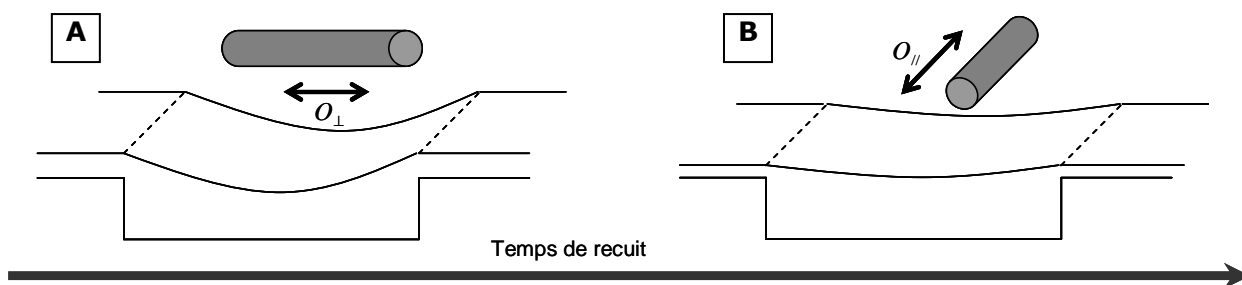 A
B
O⊥
O//
Temps de recuit